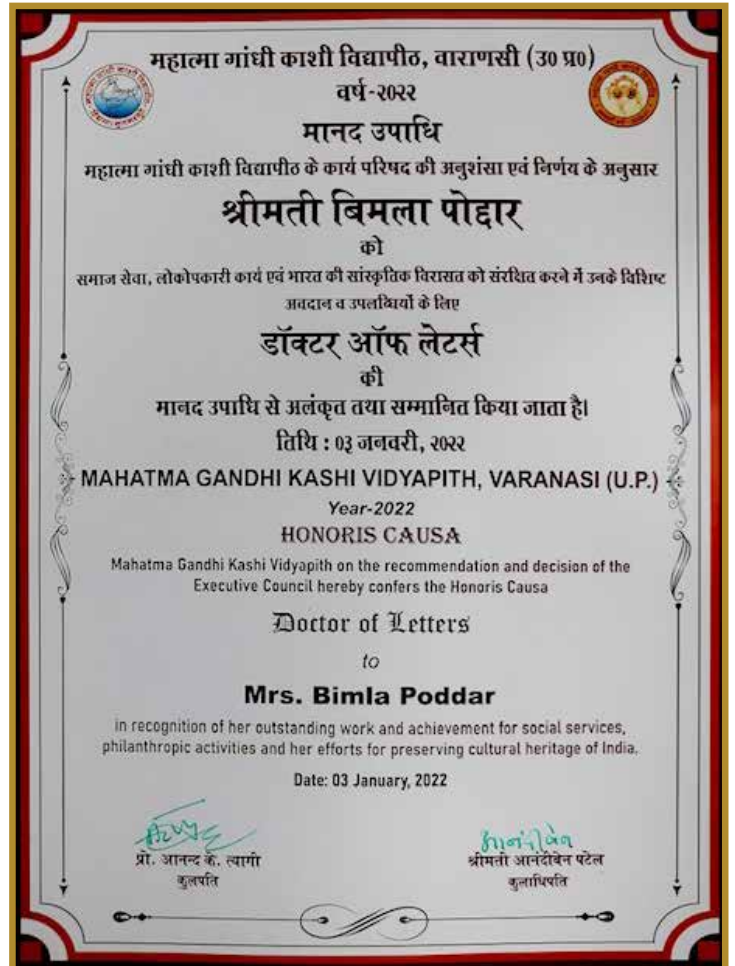 महात्मा गांधी काशी विद्यापीठ, वाराणसी (उ० प्र०)
वर्ष-२०२२
मानद उपाधि
महात्मा गांधी काशी विद्यापीठ के कार्य परिषद की अनुशंसा एवं निर्णय के अनुसार
श्रीमती बिमला पोद्दार
को
समाज सेवा, लोकोपकारी कार्य एवं भारत की सांस्कृतिक विरासत को संरक्षित करने में उनके विशिष्ट
अवदान व उपलब्धियों के लिए
डॉक्टर ऑफ लेटर्स
की
मानद उपाधि से अलंकृत तथा सम्मानित किया जाता है।
तिथि : ०३ जनवरी, २०२२
MAHATMA GANDHI KASHI VIDYAPITH, VARANASI (U.P.)
Year-2022
HONORIS CAUSA
Mahatma Gandhi Kashi Vidyapith on the recommendation and decision of the
Executive Council hereby confers the Honoris Causa
Doctor of Letters
to
Mrs. Bimla Poddar
in recognition of her outstanding work and achievement for social services,
philanthropic activities and her efforts for preserving cultural heritage of India.
Date: 03 January, 2022
आनंदीबेन
प्रो. आनन्द के. त्यागी श्रीमती आनंदीबेन पटेल
कुलपति कुलाधिपति